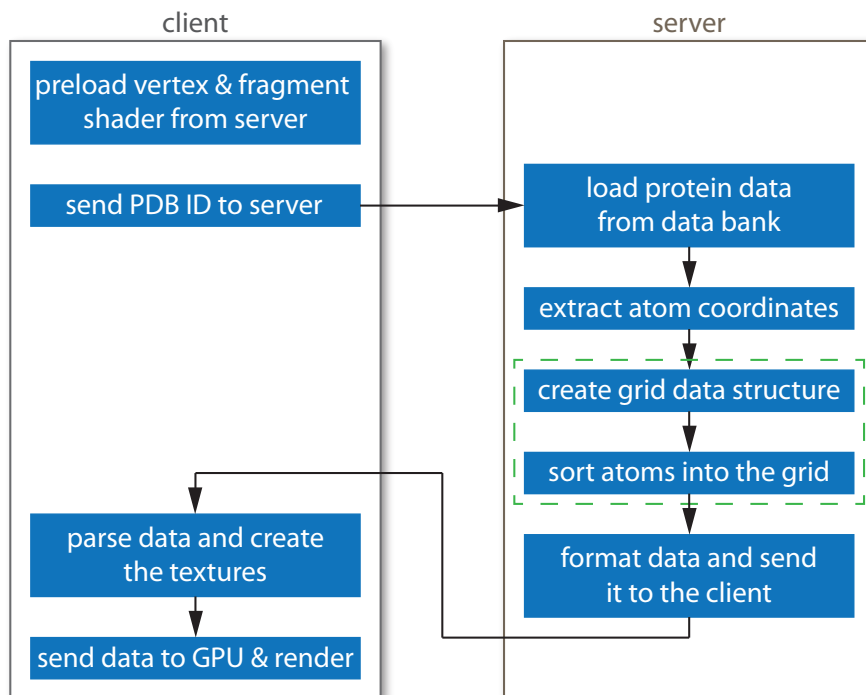 client
preload vertex & fragment
shader from server
send PDB ID to server
parse data and create
the textures
send data to GPU & render
server
load protein data
from data bank
extract atom coordinates
create grid data structure
sort atoms into the grid
format data and send
it to the client